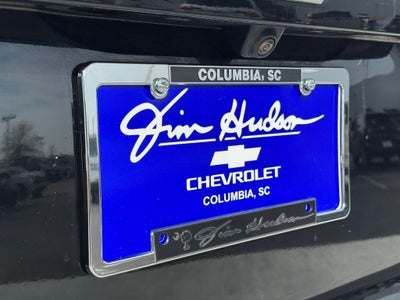 COLUMBIA, SC
Jim Hudson
CHEVROLET
COLUMBIA, SC
Jim Hudson